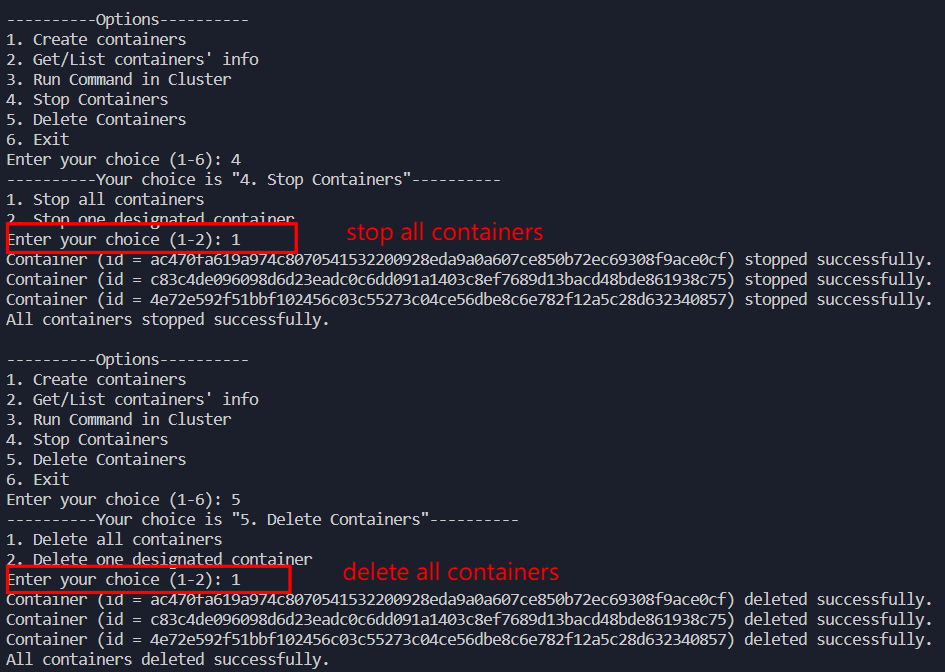 ----------Options----------
1. Create containers
2. Get/List containers' info
3. Run Command in Cluster
4. Stop Containers
5. Delete Containers
6. Exit
Enter your choice (1-6): 4
----------Your choice is "4. Stop Containers"----------
1. Stop all containers
2. Stop one designated container
Enter your choice (1-2): 1
stop all containers
Container (id = ac470fa619a974c8070541532200928eda9a0a607ce850b72ec69308f9ace0cf) stopped successfully.
Container (id = c83c4de096098d6d23eadc0c6dd091a1403c8ef7689d13bacd48bde861938c75) stopped successfully.
Container (id = 4e72e592f51bbf102456c03c55273c04ce56dbe8c6e782f12a5c28d632340857) stopped successfully.
All containers stopped successfully.
----------Options----------
1. Create containers
2. Get/List containers' info
3. Run Command in Cluster
4. Stop Containers
5. Delete Containers
6. Exit
Enter your choice (1-6): 5
----------Your choice is "5. Delete Containers"----------
1. Delete all containers
2. Delete one designated container
Enter your choice (1-2): 1
delete all containers
Container (id = ac470fa619a974c8070541532200928eda9a0a607ce850b72ec69308f9ace0cf) deleted successfully.
Container (id = c83c4de096098d6d23eadc0c6dd091a1403c8ef7689d13bacd48bde861938c75) deleted successfully.
Container (id = 4e72e592f51bbf102456c03c55273c04ce56dbe8c6e782f12a5c28d632340857) deleted successfully.
All containers deleted successfully.